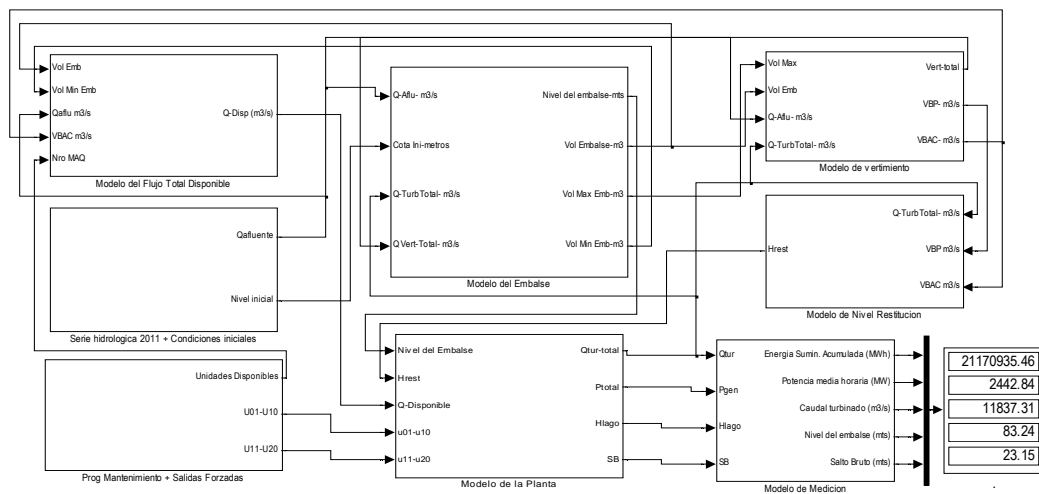 Vol Emb
Vol Min Emb
Qaflu m3/s
VBAC m3/s
Nro MAQ
Q-Disp (m3/s)
Modelo del Flujo Total Disponible
Qafluente
Nivel inicial
Serie hidrologica 2011 + Condiciones iniciales
Unidades Disponibles
U01-U10
U11-U20
Prog Mantenimiento + Salidas Forzadas
Q-Aflu- m3/s
Cota Ini-metros
Q-TurbTotal- m3/s
Q Vert-Total- m3/s
Nivel del embalse-mts
Vol Embalse-m3
Vol Max Emb-m3
Vol Min Emb-m3
Modelo del Embalse
Vol Max
Vol Emb
Q-Aflu- m3/s
Q-TurbTotal- m3/s
Vert-total
VBP- m3/s
VBAC- m3/s
Modelo de vertimiento
Hrest
Q-TurbTotal- m3/s
VBP m3/s
VBAC m3/s
Modelo de Nivel Restitucion
Nivel del Embalse
Hrest
Q-Disponible
u01-u10
u11-u20
Qtur-total
Ptotal
Hlago
SB
Modelo de la Planta
Qtur
Pgen
Hlago
SB
Energia Sumin. Acumulada (MWh)
Potencia media horaria (MW)
Caudal turbinado (m3/s)
Nivel del embalse (mts)
Salto Bruto (mts)
Modelo de Medicion
21170935.46
2442.84
11837.31
83.24
23.15